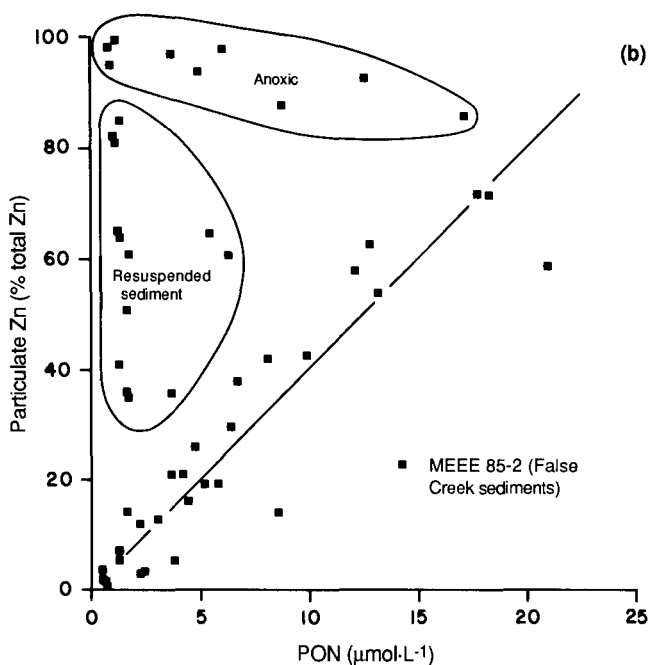 (b)
Particulate Zn (% total Zn)
100
80
60
40
20
0
Anoxic
Resuspended
sediment
■ MEEE 85-2 (False
Creek sediments)
0 5 10 15 20 25
PON (μmol·L⁻¹)